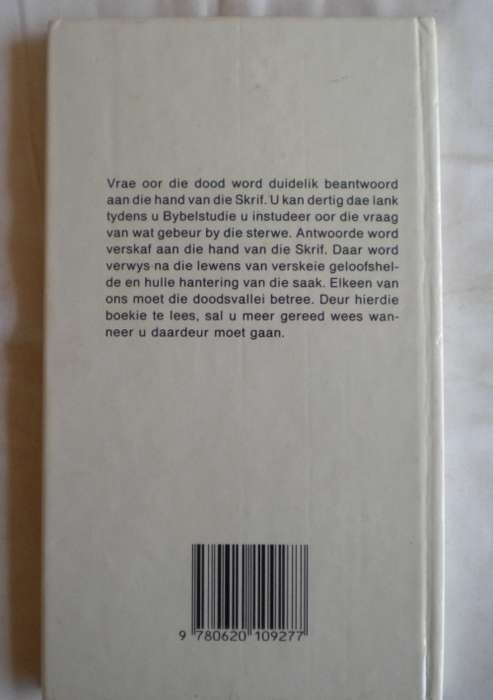 Vrae oor die dood word duidelik beantwoord
aan die hand van die Skrif. U kan dertig dae lank
tydens u Bybelstudie u instudeer oor die vraag
van wat gebeur by die sterwe. Antwoorde word
verskaf aan die hand van die Skrif. Daar word
verwys na die lewens van verskeie geloofshel-
de en hulle hantering van die saak. Elkeen van
ons moet die doodsvallei betree. Deur hierdie
boekie te lees, sal u meer gereed wees wan-
neer u daardeur moet gaan.
9 780620 109277